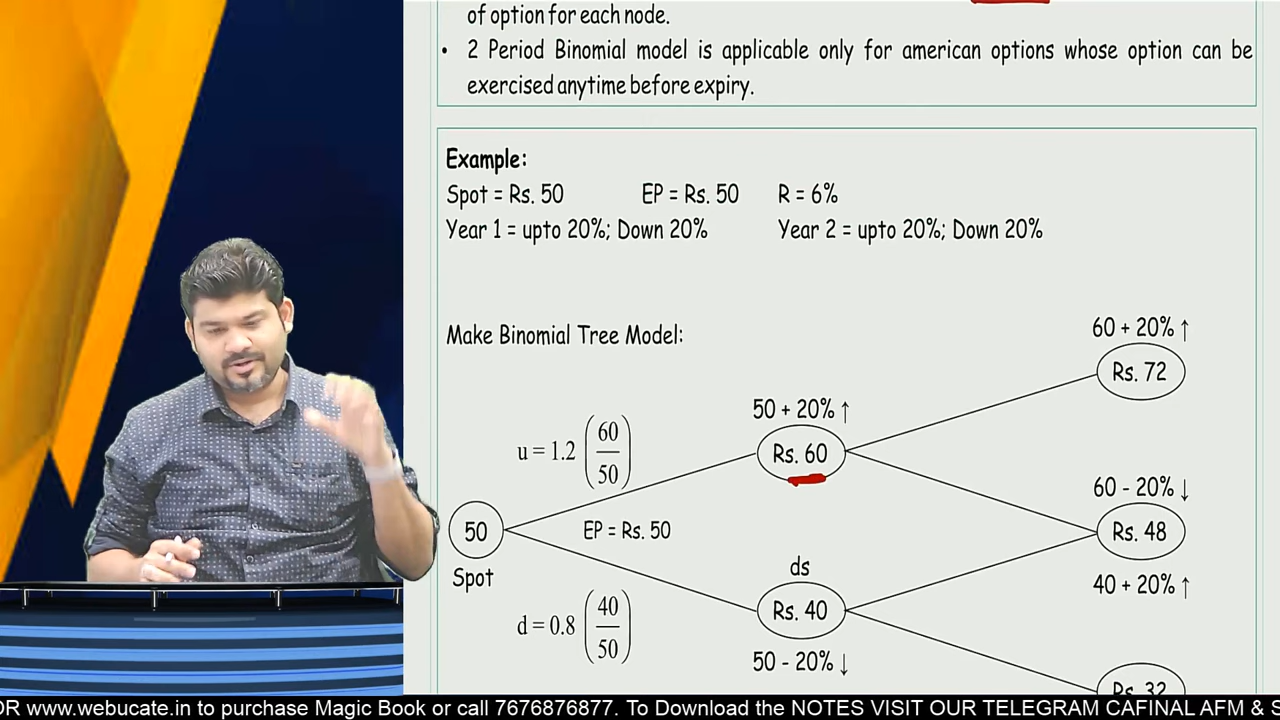 of option for each node.
• 2 Period Binomial model is applicable only for american options whose option can be
exercised anytime before expiry.
Example:
Spot = Rs. 50 EP = Rs. 50 R = 6%
Year 1 = upto 20%; Down 20% Year 2 = upto 20%; Down 20%
Make Binomial Tree Model:
60 + 20% ↑
Rs. 72
50 + 20% ↑
u = 1.2 (60/50)
Rs. 60
60 - 20% ↓
50
EP = Rs. 50
Rs. 48
Spot
ds
40 + 20% ↑
Rs. 40
d = 0.8 (40/50)
50 - 20% ↓
Rs. 32
OR www.webucate.in to purchase Magic Book or call 7676876877. To Download the NOTES VISIT OUR TELEGRAM CAFINAL AFM & S